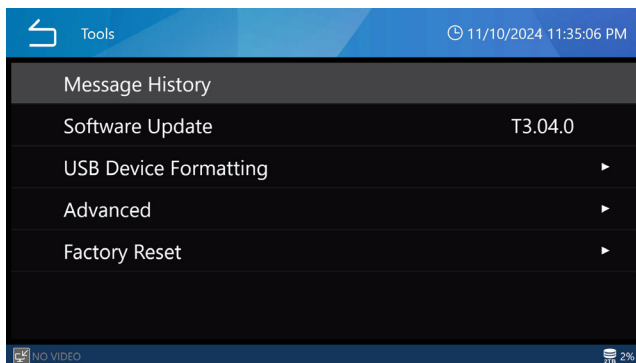 Tools
11/10/2024 11:35:06 PM
Message History
Software Update T3.04.0
USB Device Formatting
Advanced
Factory Reset
NO VIDEO
2TB 2%